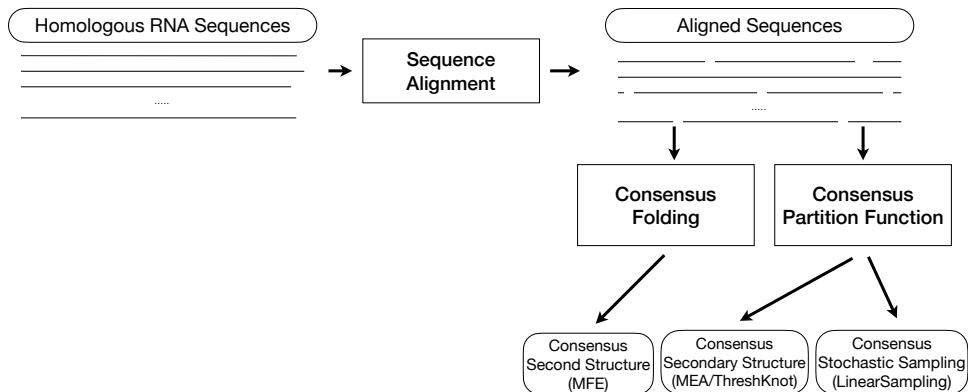 Homologous RNA Sequences
Aligned Sequences
Sequence
Alignment
.....
.....
Consensus
Folding
Consensus
Partition Function
Consensus
Second Structure
(MFE)
Consensus
Secondary Structure
(MEA/ThreshKnot)
Consensus
Stochastic Sampling
(LinearSampling)